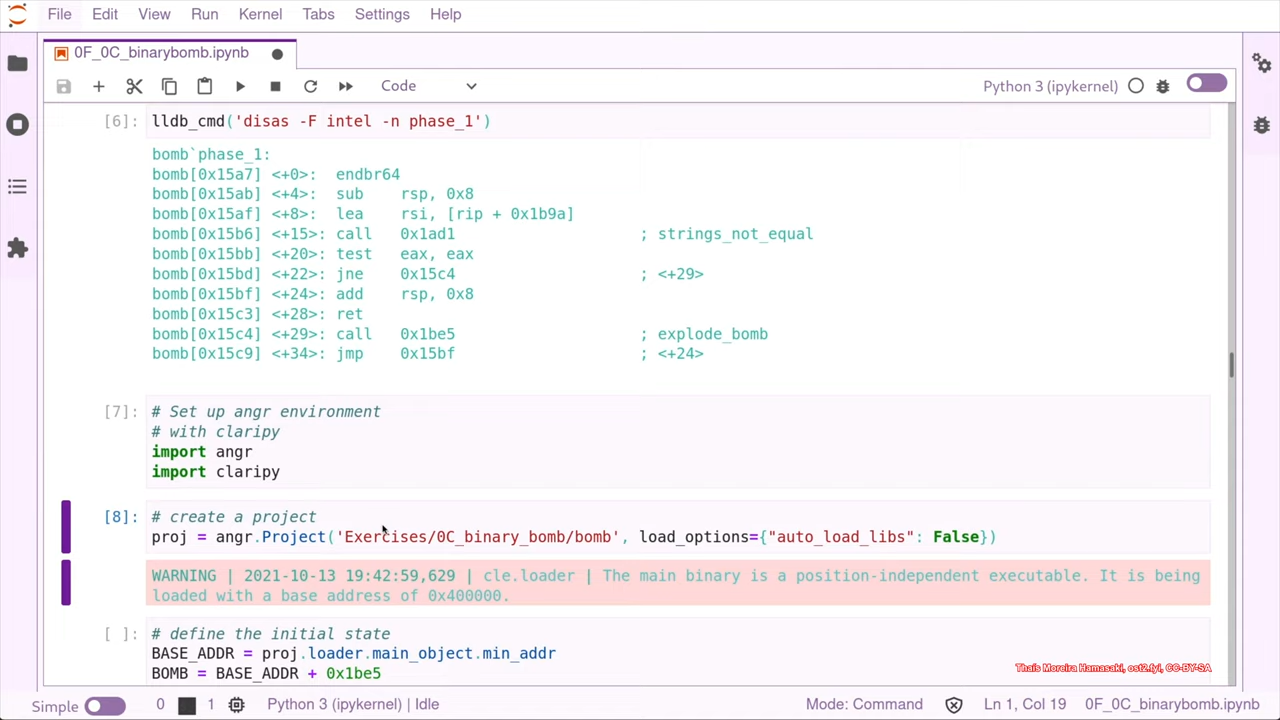 File Edit View Run Kernel Tabs Settings Help
0F_0C_binarybomb.ipynb
Code
Python 3 (ipykernel)
[6]: lldb_cmd('disas -F intel -n phase_1')
bomb`phase_1:
bomb[0x15a7] <+0>: endbr64
bomb[0x15ab] <+4>: sub rsp, 0x8
bomb[0x15af] <+8>: lea rsi, [rip + 0x1b9a]
bomb[0x15b6] <+15>: call 0x1ad1 ; strings_not_equal
bomb[0x15bb] <+20>: test eax, eax
bomb[0x15bd] <+22>: jne 0x15c4 ; <+29>
bomb[0x15bf] <+24>: add rsp, 0x8
bomb[0x15c3] <+28>: ret
bomb[0x15c4] <+29>: call 0x1be5 ; explode_bomb
bomb[0x15c9] <+34>: jmp 0x15bf ; <+24>
[7]: # Set up angr environment
# with claripy
import angr
import claripy
[8]: # create a project
proj = angr.Project('Exercises/0C_binary_bomb/bomb', load_options={"auto_load_libs": False})
WARNING | 2021-10-13 19:42:59,629 | cle.loader | The main binary is a position-independent executable. It is being
loaded with a base address of 0x400000.
[ ]: # define the initial state
BASE_ADDR = proj.loader.main_object.min_addr
BOMB = BASE_ADDR + 0x1be5
Thais Moreira Hamasaki, ost2.fyi, CC-BY-SA
Simple 0 1 Python 3 (ipykernel) | Idle Mode: Command Ln 1, Col 19 0F_0C_binarybomb.ipynb